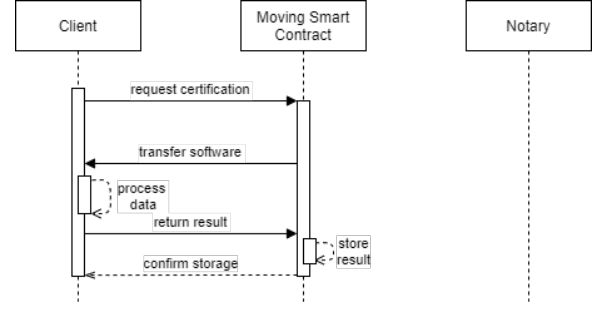 Client
Moving Smart
Contract
Notary
request certification
transfer software
process
data
return result
store
result
confirm storage